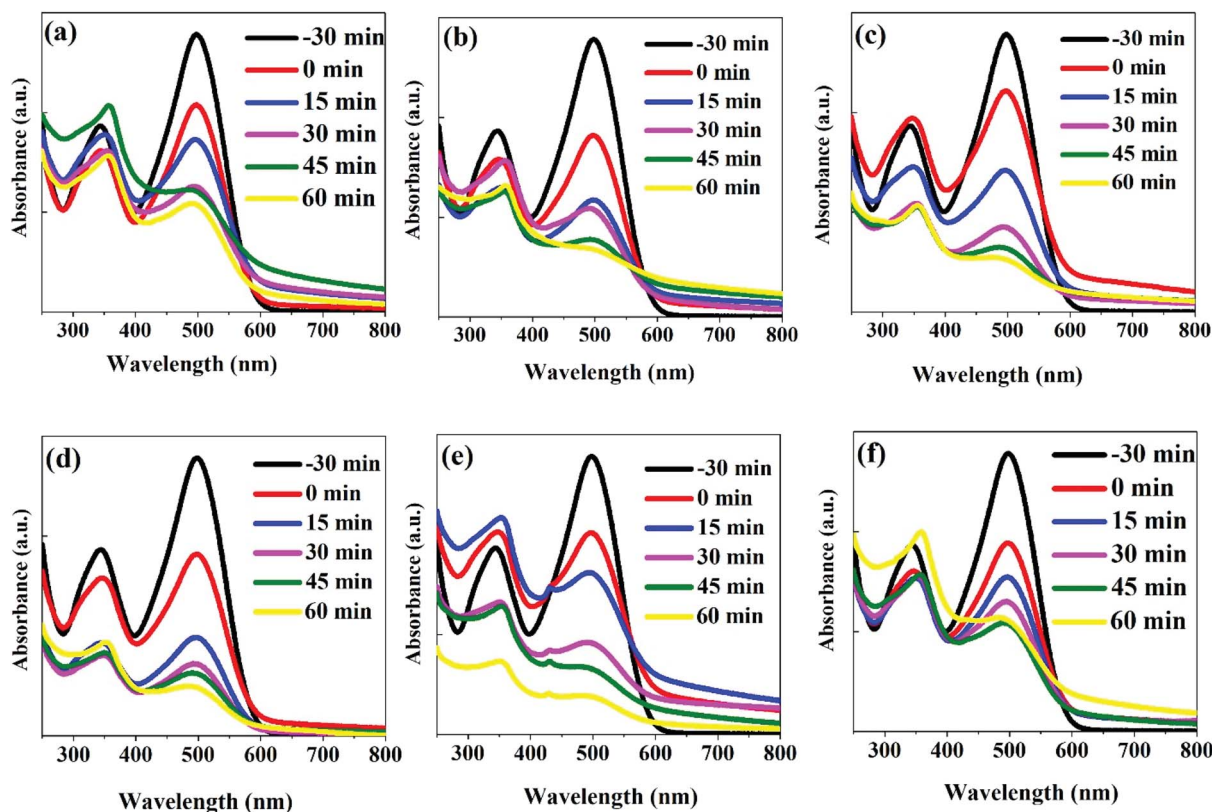 (a)
-30 min
0 min
15 min
30 min
45 min
60 min
Absorbance (a.u.)
300 400 500 600 700 800
Wavelength (nm)
(b)
-30 min
0 min
15 min
30 min
45 min
60 min
Absorbance (a.u.)
300 400 500 600 700 800
Wavelength (nm)
(c)
-30 min
0 min
15 min
30 min
45 min
60 min
Absorbance (a.u.)
300 400 500 600 700 800
Wavelength (nm)
(d)
-30 min
0 min
15 min
30 min
45 min
60 min
Absorbance (a.u.)
300 400 500 600 700 800
Wavelength (nm)
(e)
-30 min
0 min
15 min
30 min
45 min
60 min
Absorbance (a.u.)
300 400 500 600 700 800
Wavelength (nm)
(f)
-30 min
0 min
15 min
30 min
45 min
60 min
Absorbance (a.u.)
300 400 500 600 700 800
Wavelength (nm)